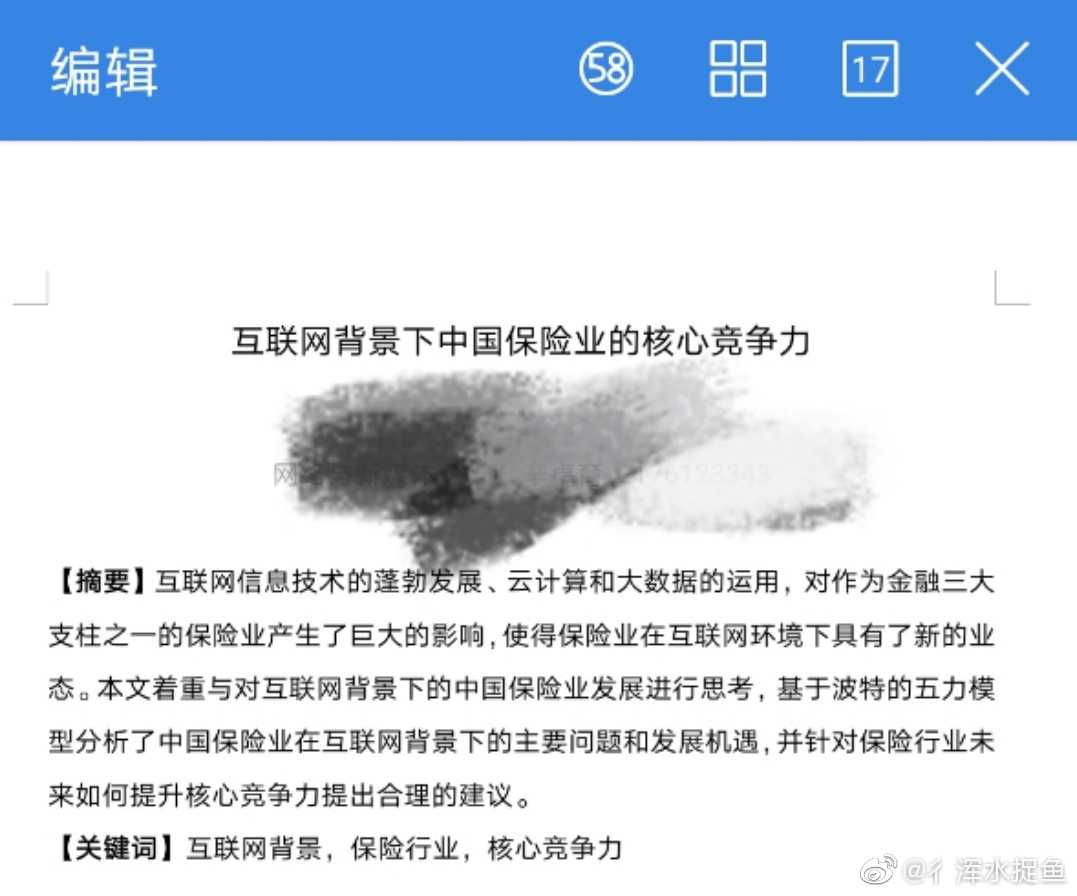 编辑
58
17
互联网背景下中国保险业的核心竞争力
【摘要】互联网信息技术的蓬勃发展、云计算和大数据的运用，对作为金融三大
支柱之一的保险业产生了巨大的影响,使得保险业在互联网环境下具有了新的业
态。本文着重与对互联网背景下的中国保险业发展进行思考，基于波特的五力模
型分析了中国保险业在互联网背景下的主要问题和发展机遇,并针对保险行业未
来如何提升核心竞争力提出合理的建议。
【关键词】互联网背景，保险行业，核心竞争力
@彳浑水捉鱼